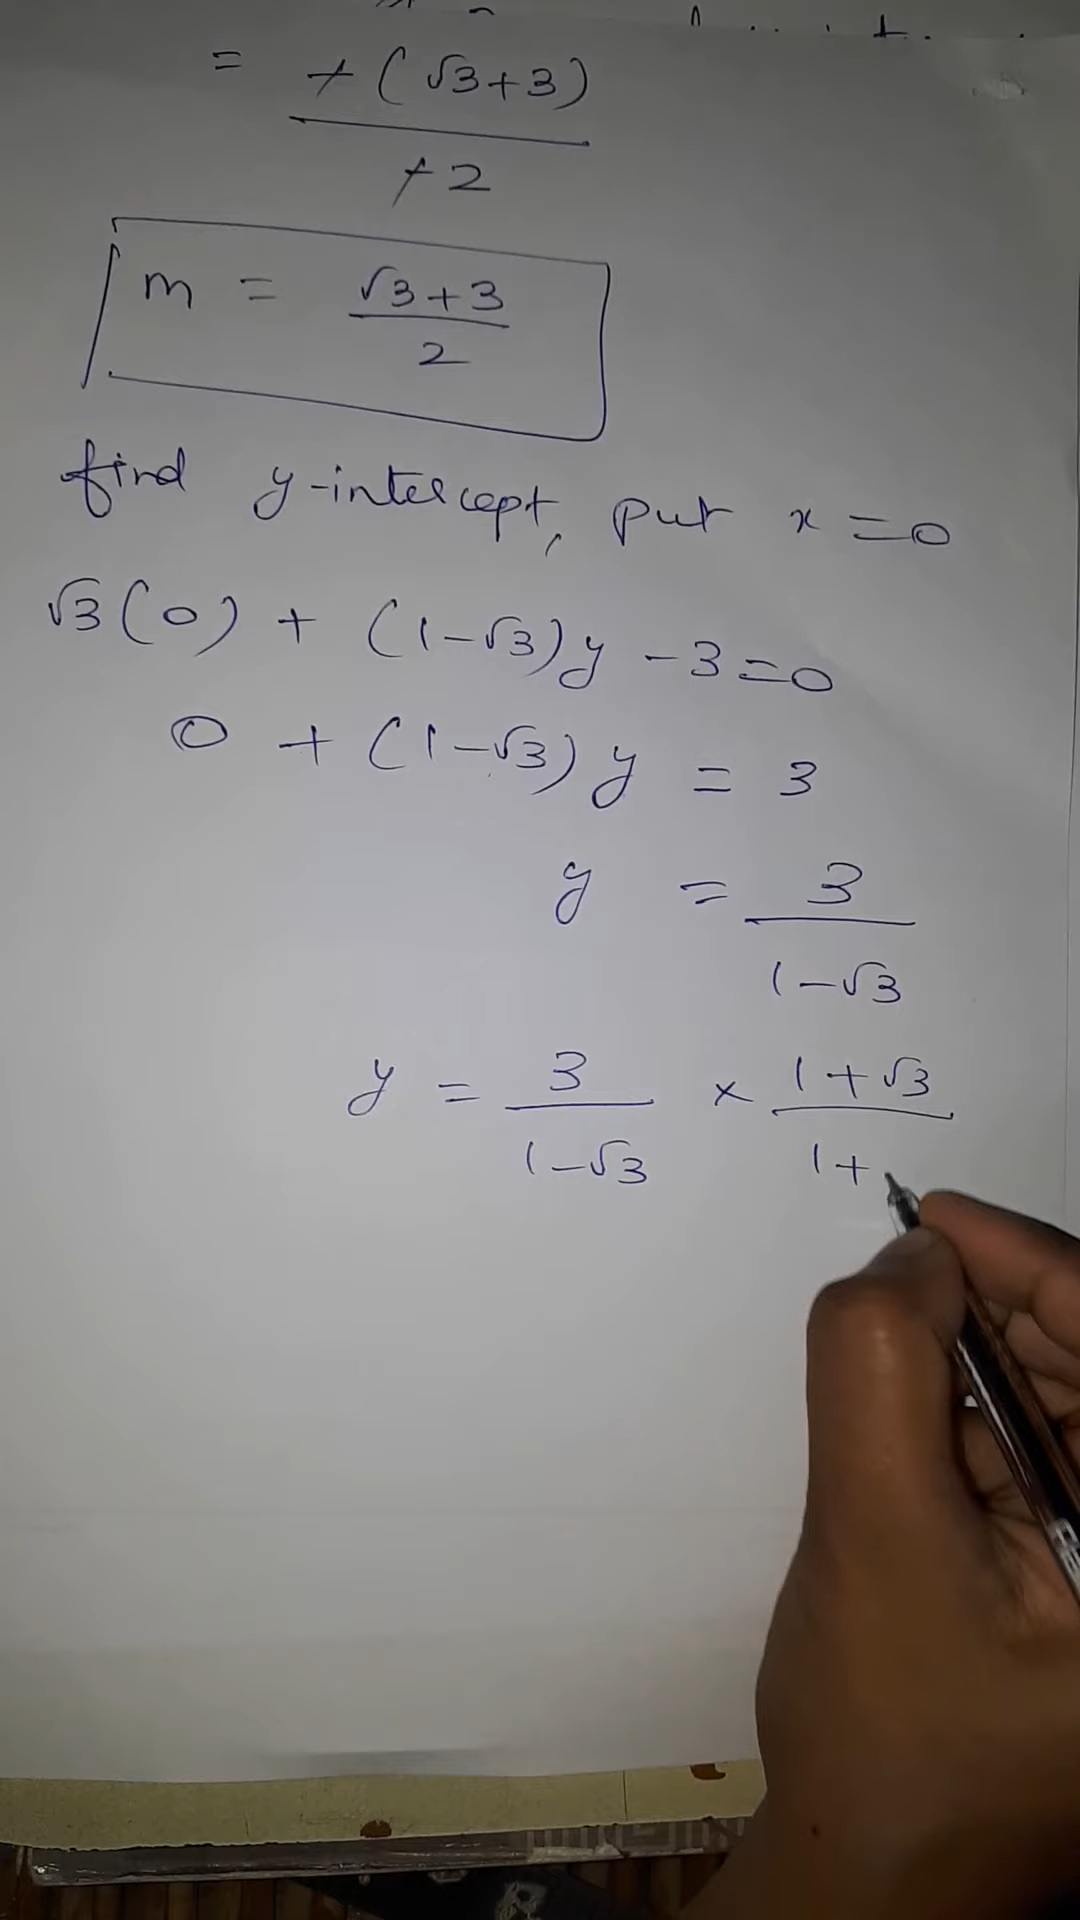 = -(√3+3)
-2
m = √3+3
2
find y-intercept, put x=0
√3(0) + (1-√3)y -3=0
0 + (1-√3)y = 3
y = 3
1-√3
y = 3 × 1+√3
1-√3 1+